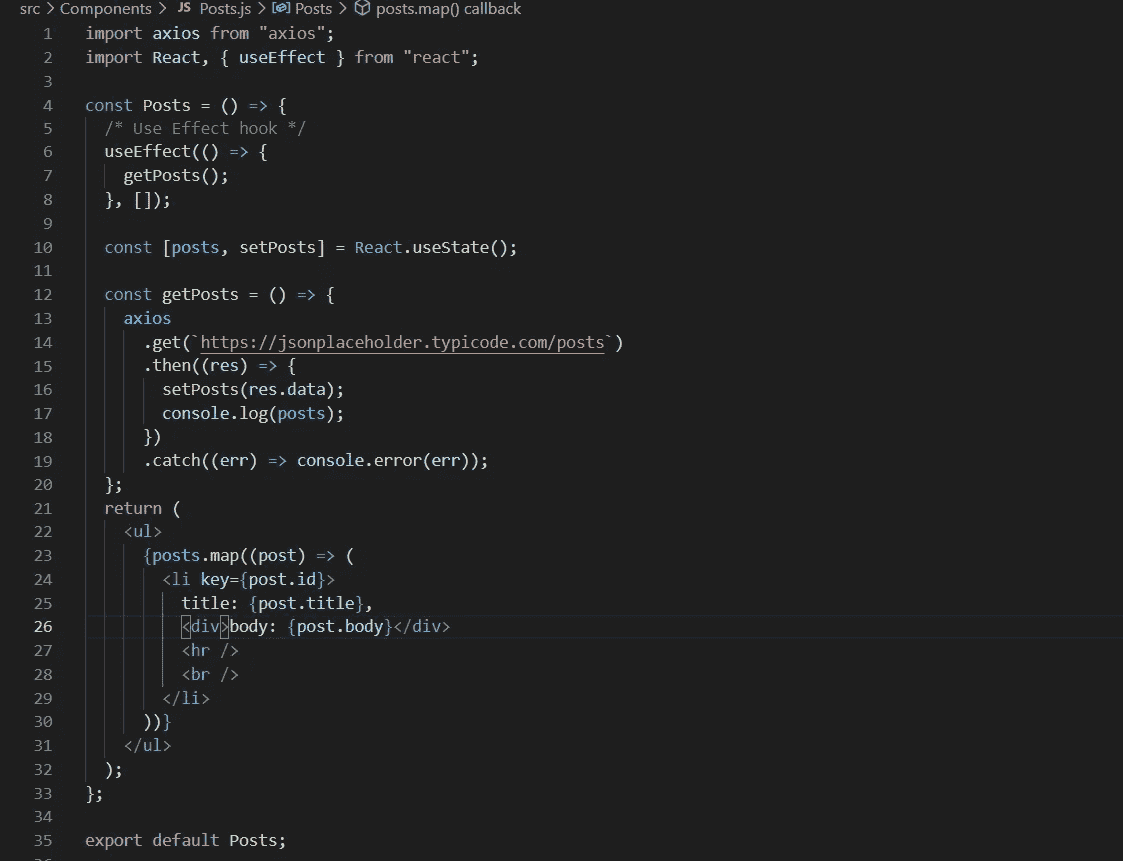 src > Components > JS Posts.js > Posts > posts.map() callback
1 import axios from "axios";
2 import React, { useEffect } from "react";
3
4 const Posts = () => {
5 /* Use Effect hook */
6 useEffect(() => {
7 getPosts();
8 }, []);
9
10 const [posts, setPosts] = React.useState();
11
12 const getPosts = () => {
13 axios
14 .get(`https://jsonplaceholder.typicode.com/posts`)
15 .then((res) => {
16 setPosts(res.data);
17 console.log(posts);
18 })
19 .catch((err) => console.error(err));
20 };
21 return (
22 <ul>
23 {posts.map((post) => (
24 <li key={post.id}>
25 title: {post.title},
26 <div>body: {post.body}</div>
27 <hr />
28 <br />
29 </li>
30 ))}
31 </ul>
32 );
33 };
34
35 export default Posts;